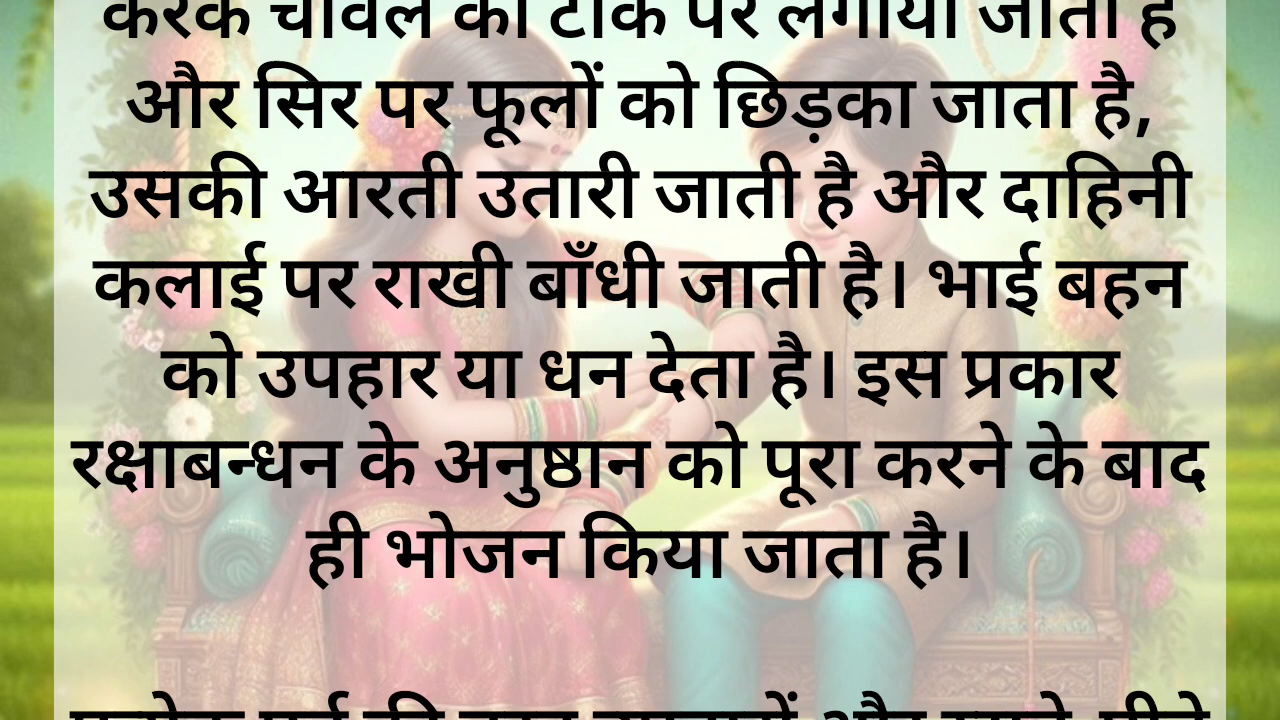 करके चावल को टीके पर लगाया जाता है
और सिर पर फूलों को छिड़का जाता है,
उसकी आरती उतारी जाती है और दाहिनी
कलाई पर राखी बाँधी जाती है। भाई बहन
को उपहार या धन देता है। इस प्रकार
रक्षाबन्धन के अनुष्ठान को पूरा करने के बाद
ही भोजन किया जाता है।